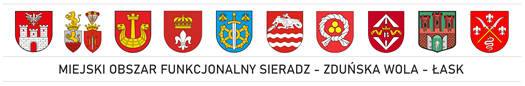 MIEJSKI OBSZAR FUNKCJONALNY SIERADZ - ZDUŃSKA WOLA - ŁASK